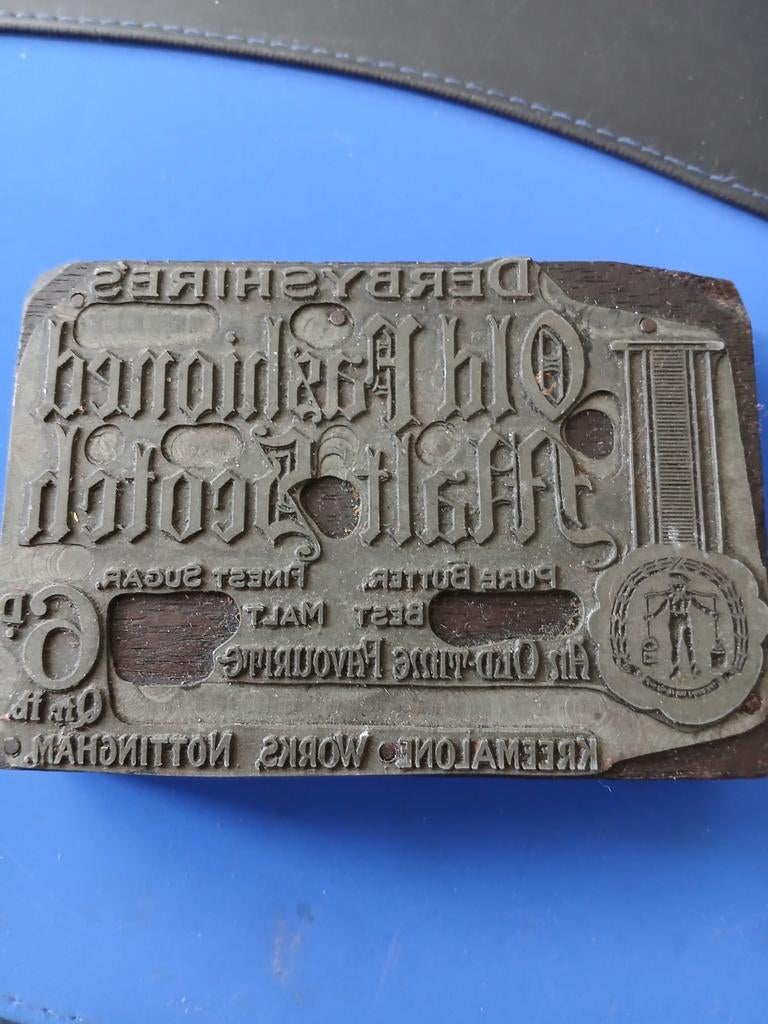 DERBYSHIRE'S
Old Fashioned
Malt Scotch
PURE BUTTER. FINEST SUGAR.
BEST MALT
AN OLD-TIME FAVOURITE
6D.
Qtr. lb.
KREEMALONE WORKS, NOTTINGHAM.